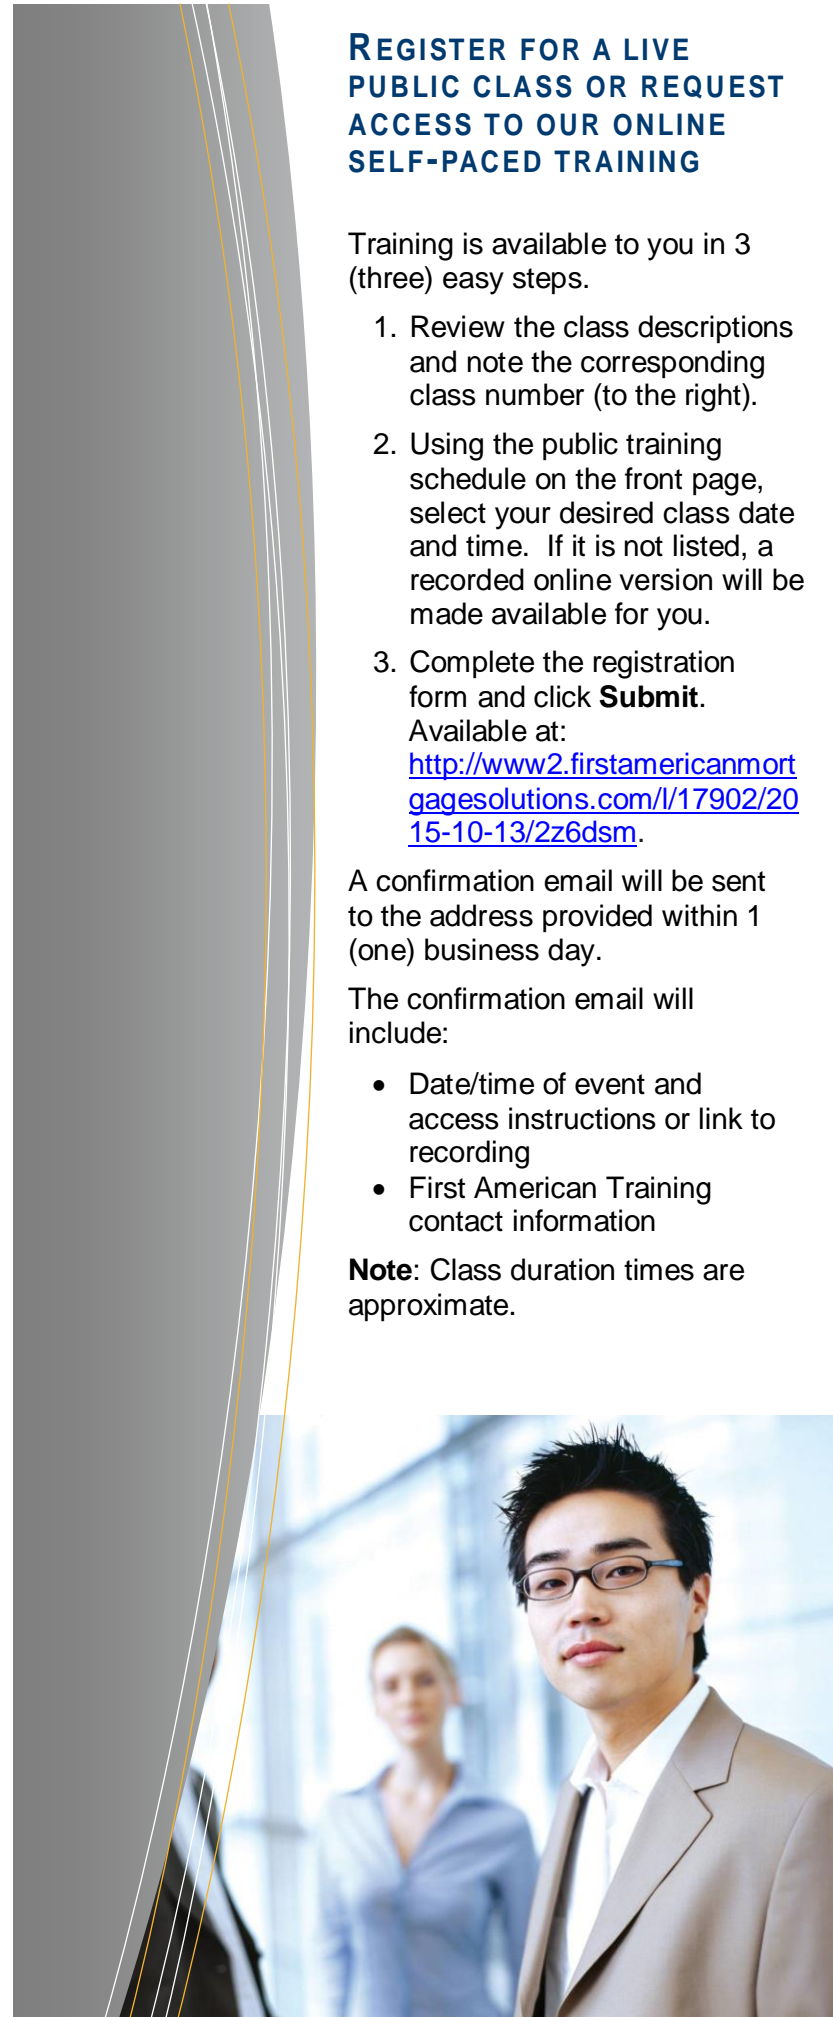 REGISTER FOR A LIVE
PUBLIC CLASS OR REQUEST
ACCESS TO OUR ONLINE
SELF-PACED TRAINING
Training is available to you in 3
(three) easy steps.
1. Review the class descriptions
and note the corresponding
class number (to the right).
2. Using the public training
schedule on the front page,
select your desired class date
and time.  If it is not listed, a
recorded online version will be
made available for you.
3. Complete the registration
form and click Submit.
Available at:
http://www2.firstamericanmort
gagesolutions.com/l/17902/20
15-10-13/2z6dsm.
A confirmation email will be sent
to the address provided within 1
(one) business day.
The confirmation email will
include:
• Date/time of event and
access instructions or link to
recording
• First American Training
contact information
Note: Class duration times are
approximate.